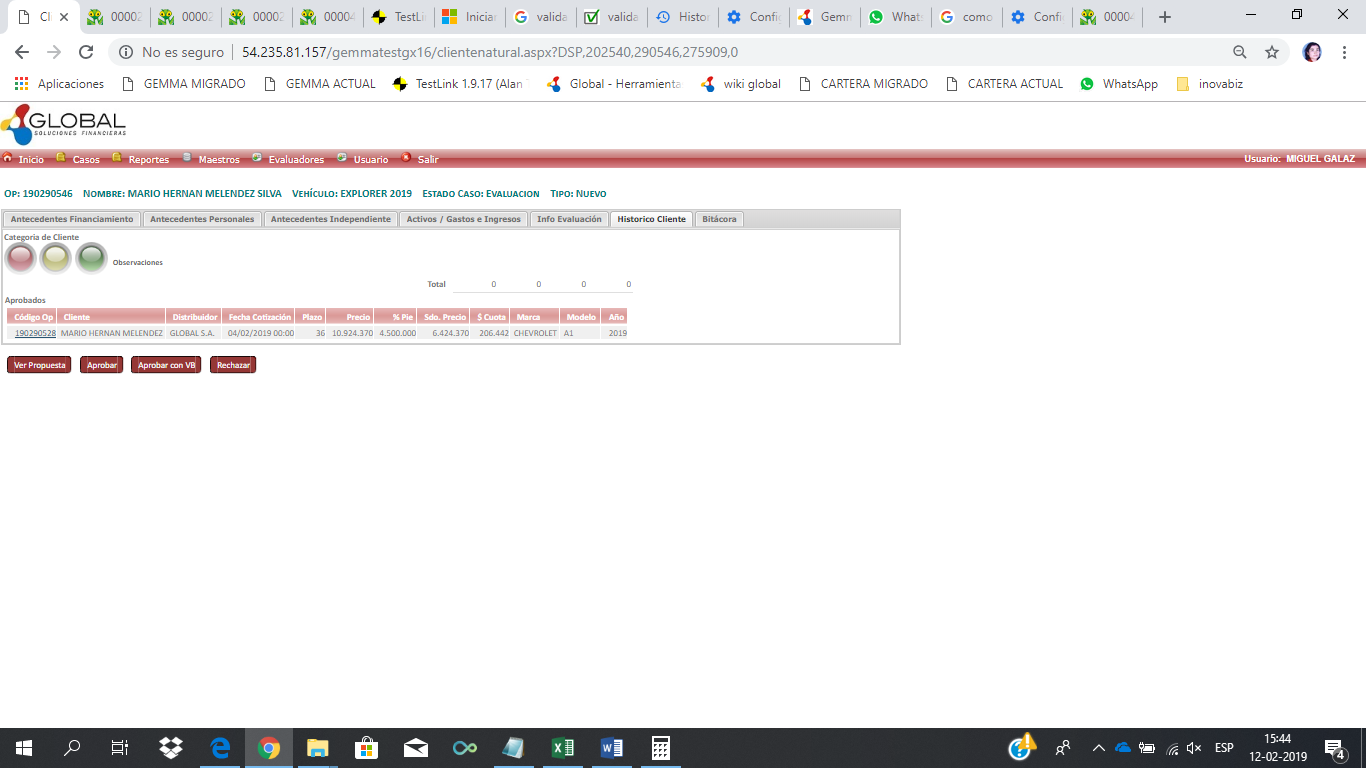 Cli
00002
00002
00002
00004
TestLi
Iniciar
valida
valida
Histor
Config
Gemm
Whats
como
Confi
00004
No es seguro | 54.235.81.157/gemmatestgx16/clientenatural.aspx?DSP,202540,290546,275909,0
Aplicaciones GEMMA MIGRADO GEMMA ACTUAL TestLink 1.9.17 (Alan Global - Herramienta wiki global CARTERA MIGRADO CARTERA ACTUAL WhatsApp inovabiz
GLOBAL
SOLUCIONES FINANCIERAS
Inicio Casos Reportes Maestros Evaluadores Usuario Salir Usuario: MIGUEL GALAZ
Op: 190290546 Nombre: MARIO HERNAN MELENDEZ SILVA Vehículo: EXPLORER 2019 Estado Caso: Evaluacion Tipo: Nuevo
Antecedentes Financiamiento Antecedentes Personales Antecedentes Independiente Activos / Gastos e Ingresos Info Evaluación Historico Cliente Bitácora
Categoria de Cliente
Observaciones
Total 0 0 0 0
Aprobados
Código Op Cliente Distribuidor Fecha Cotización Plazo Precio % Pie Sdo. Precio $ Cuota Marca Modelo Año
190290528 MARIO HERNAN MELENDEZ GLOBAL S.A. 04/02/2019 00:00 36 10.924.370 4.500.000 6.424.370 206.442 CHEVROLET A1 2019
Ver Propuesta Aprobar Aprobar con VB Rechazar
ESP
15:44
12-02-2019
4